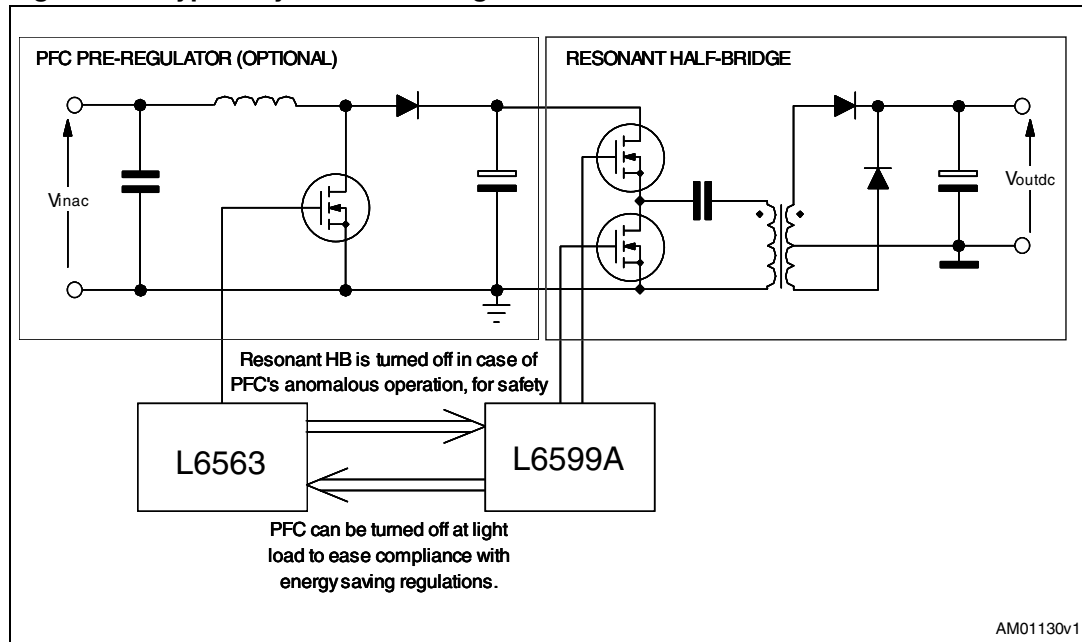 PFC PRE-REGULATOR (OPTIONAL)
RESONANT HALF-BRIDGE
Vinac
Voutdc
Resonant HB is turned off in case of
PFC's anomalous operation, for safety
L6563
L6599A
PFC can be turned off at light
load to ease compliance with
energy saving regulations.
AM01130v1